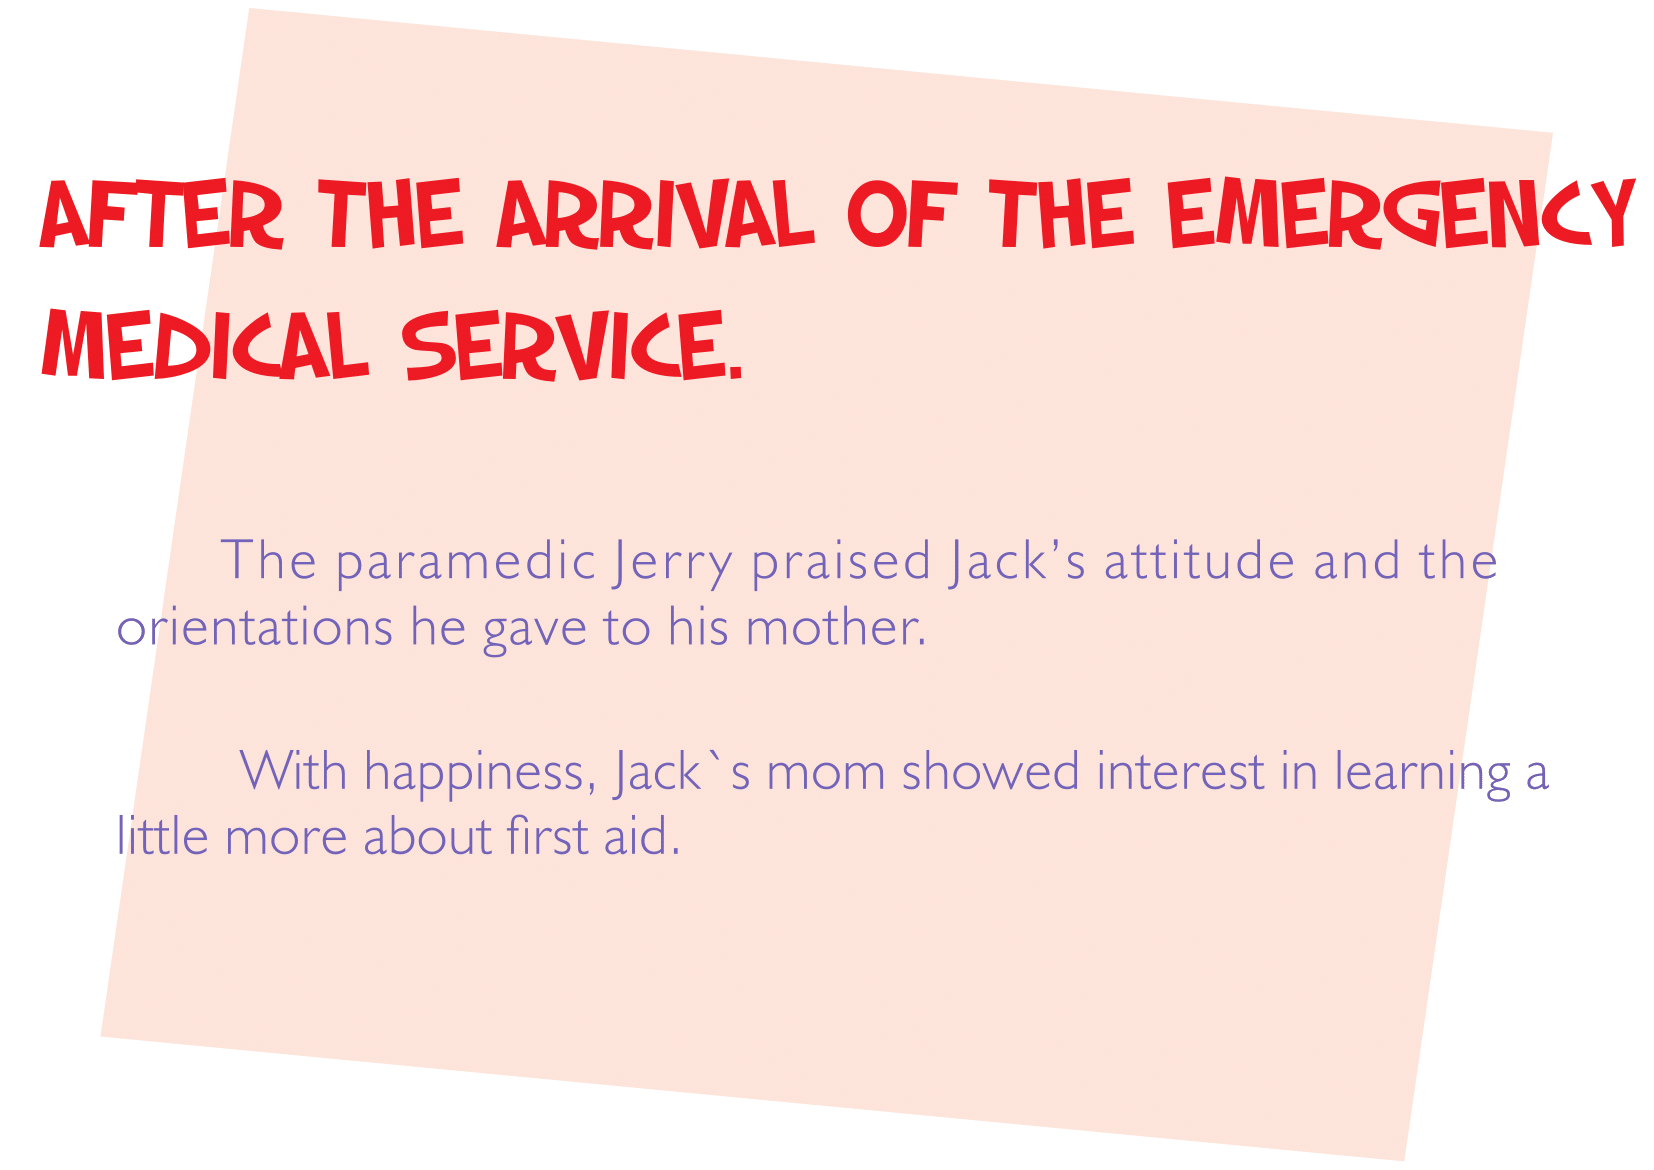 AFTER THE ARRIVAL OF THE EMERGENCY
MEDICAL SERVICE.
The paramedic Jerry praised Jack’s attitude and the
orientations he gave to his mother.
With happiness, Jack`s mom showed interest in learning a
little more about first aid.